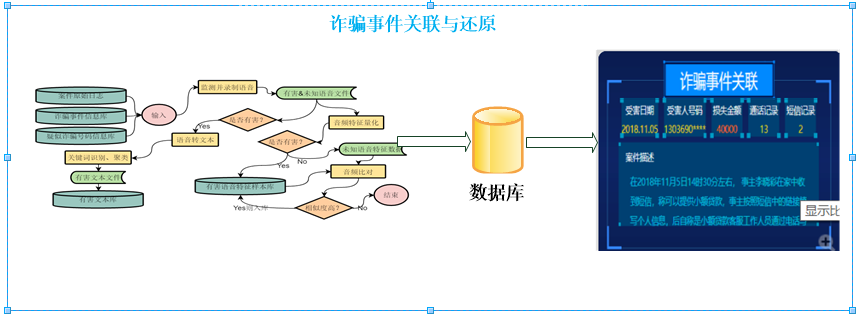 诈骗事件关联与还原
案件原始日志
诈骗事件信息库
疑似诈骗号码信息库
输入
监测并录制语音
有害&未知语音文件
是否有害?
Yes
语音转文本
音频特征量化
是否有害?
Yes
No
未知语音特征数据
关键词识别、聚类
有害文本文件
有害文本库
有害语音特征样本库
音频比对
相似度高?
Yes
No
结束
数据库
诈骗事件关联
受害日期 受害人号码 损失金额 通话记录 短信记录
2018.11.05 1303690**** 40000 13 2
案件描述
在2018年11月5日14时30分左右，事主李晓彩在家中收
到短信，称可以提供小额贷款，事主按照短信中的链接填
写个人信息，后自称是小额贷款客服工作人员通过电话与
显示比